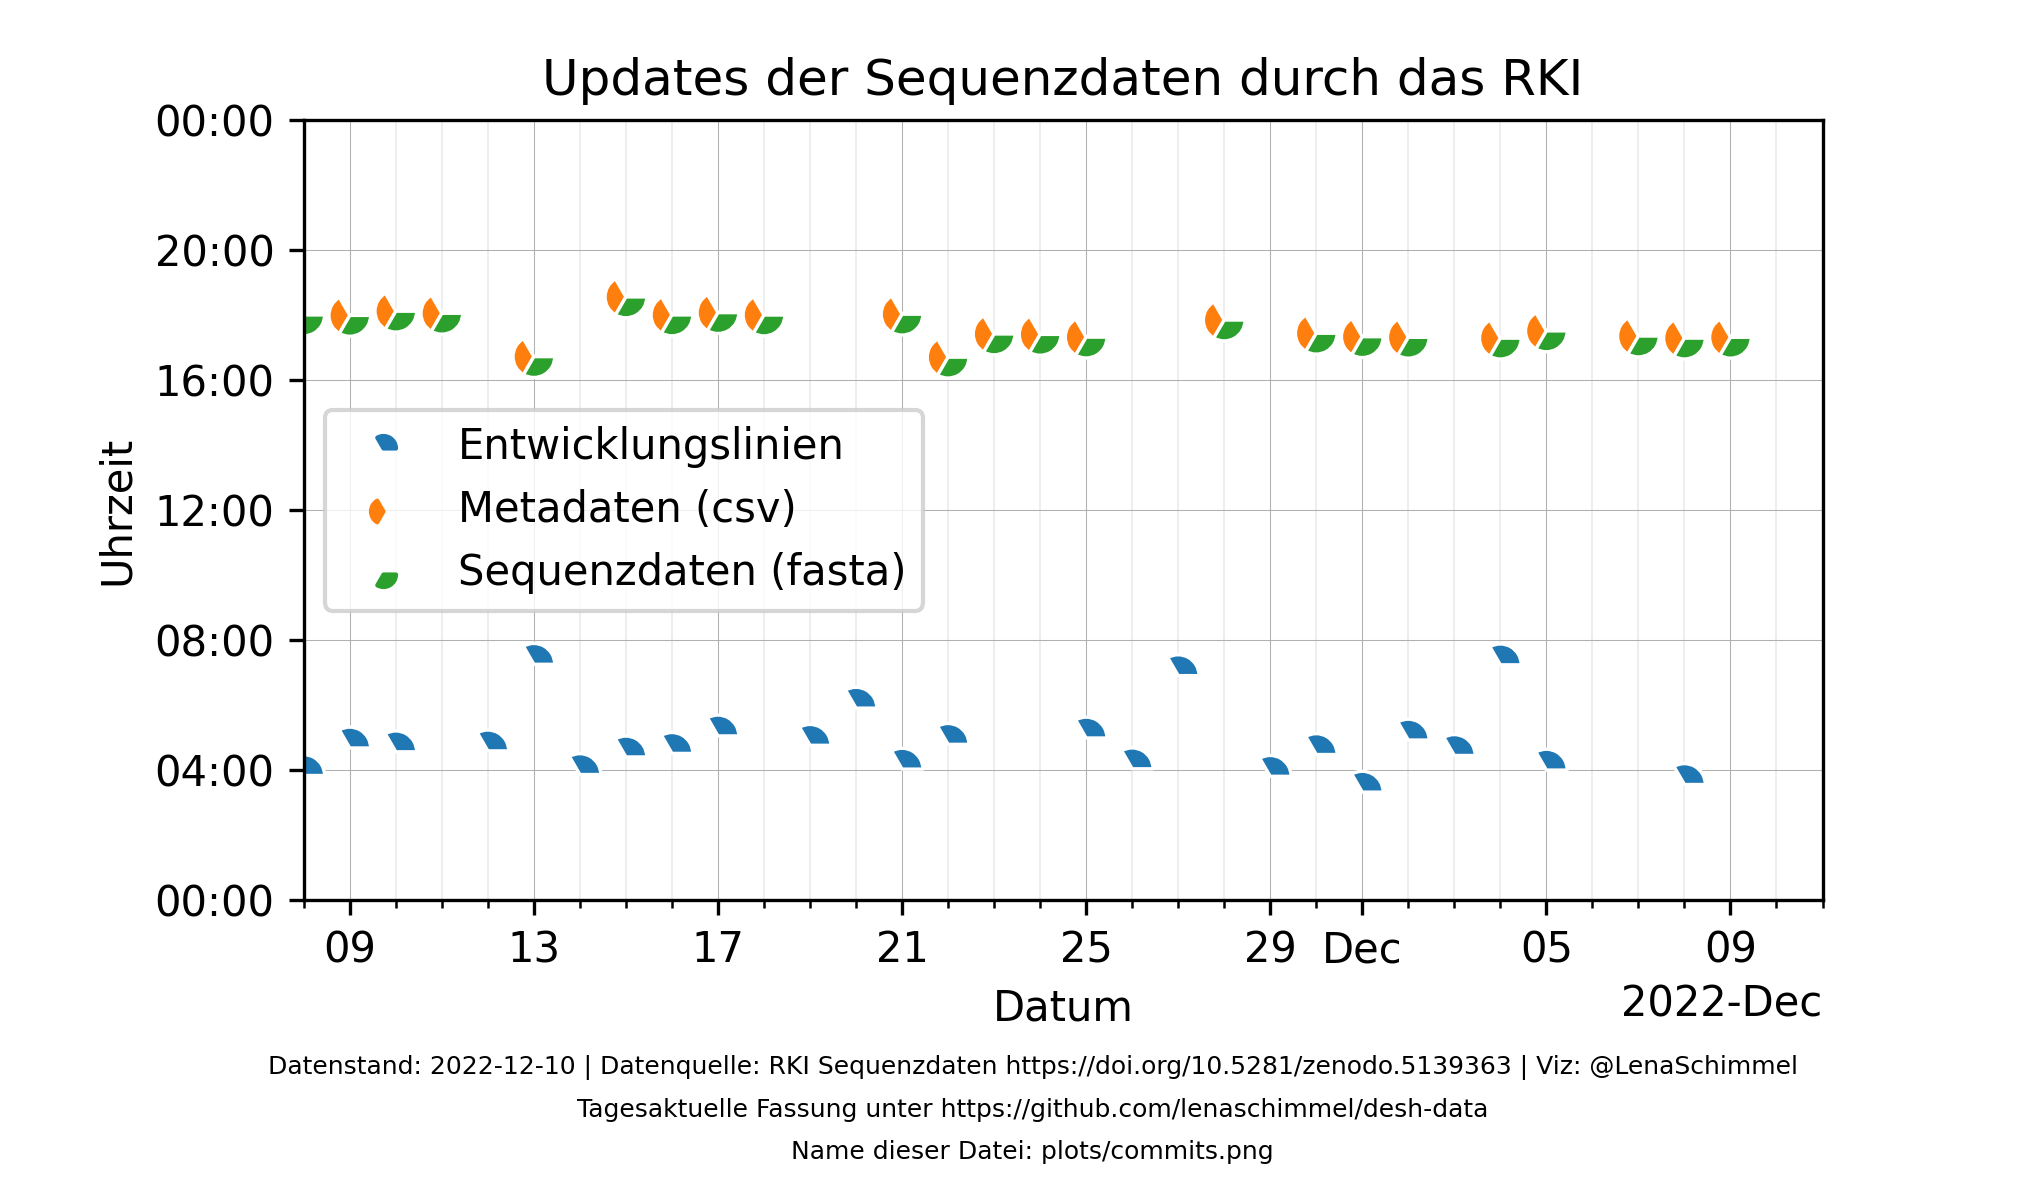 Updates der Sequenzdaten durch das RKI
00:00
20:00
16:00
12:00
08:00
04:00
00:00
Uhrzeit
Entwicklungslinien
Metadaten (csv)
Sequenzdaten (fasta)
09 13 17 21 25 29 Dec 05 09
Datum
2022-Dec
Datenstand: 2022-12-10 | Datenquelle: RKI Sequenzdaten https://doi.org/10.5281/zenodo.5139363 | Viz: @LenaSchimmel
Tagesaktuelle Fassung unter https://github.com/lenaschimmel/desh-data
Name dieser Datei: plots/commits.png